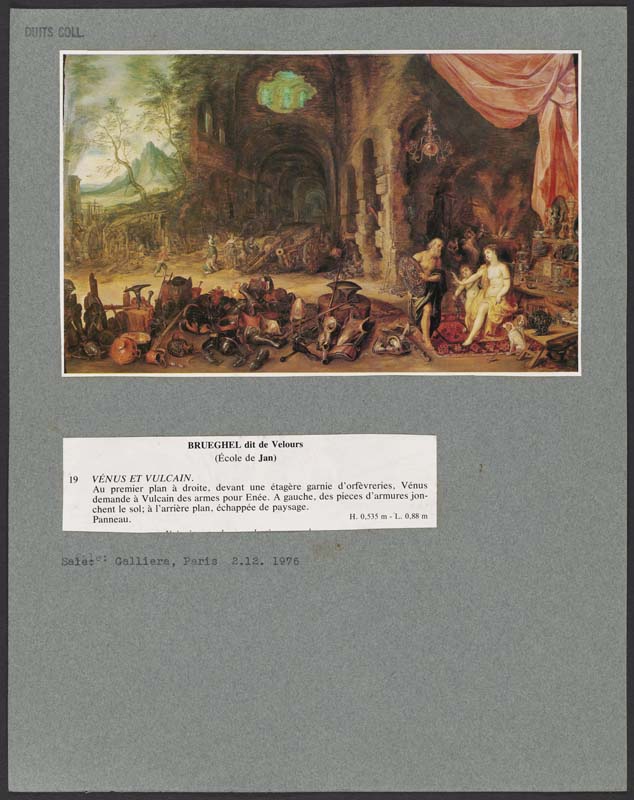 DUITS COLL.
BRUEGHEL dit de Velours
(École de Jan)
19 VÉNUS ET VULCAIN.
Au premier plan à droite, devant une étagère garnie d'orfèvreries, Vénus
demande à Vulcain des armes pour Enée. A gauche, des pieces d'armures jon-
chent le sol; à l'arrière plan, échappée de paysage.
Panneau. H. 0,535 m - L. 0,88 m
Galliera, Paris 2.12. 1976